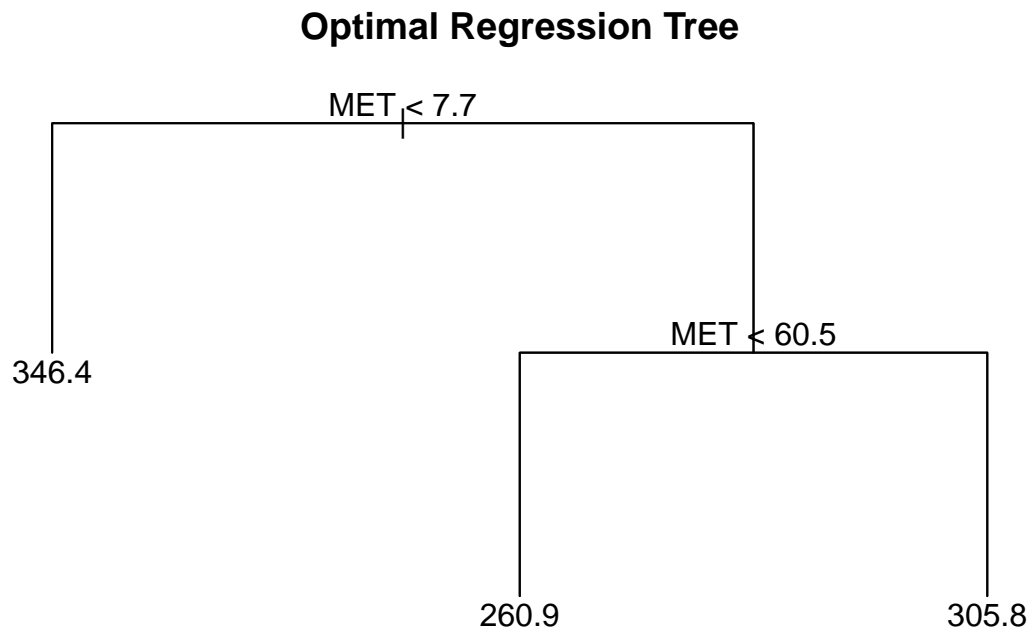 Optimal Regression Tree
MET < 7.7
MET < 60.5
346.4
260.9
305.8